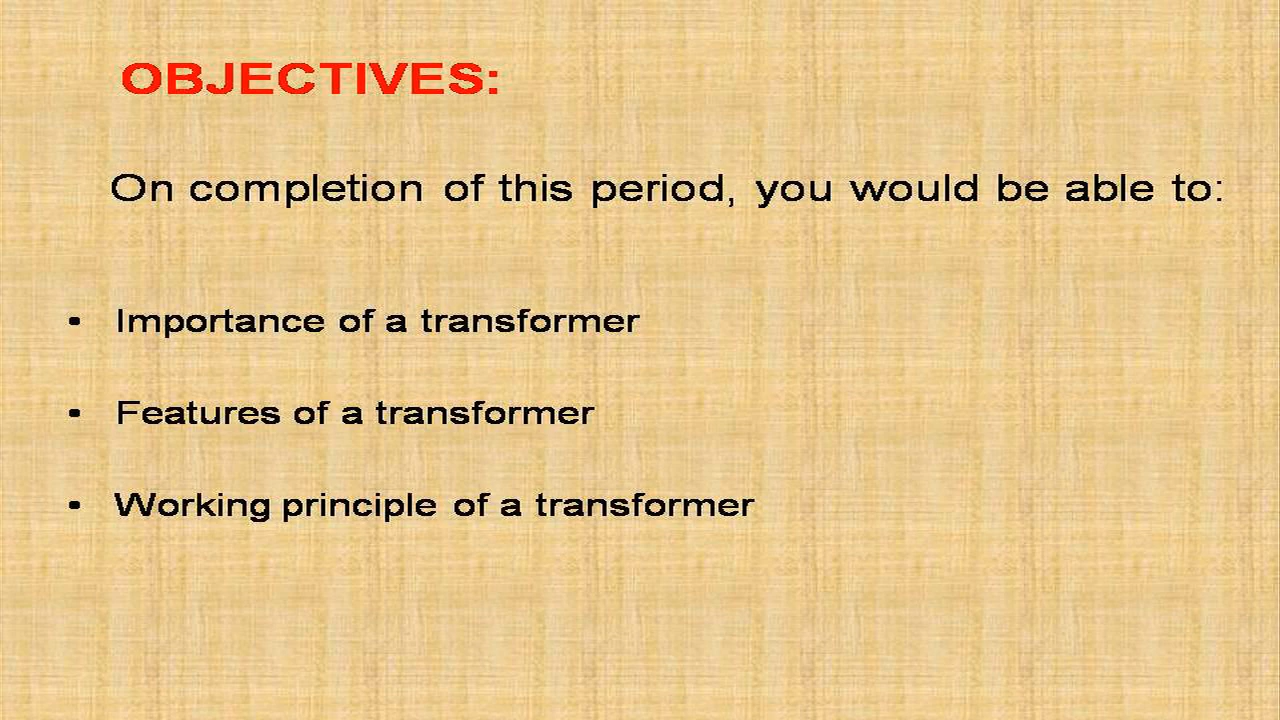 OBJECTIVES:
On completion of this period, you would be able to:
• Importance of a transformer
• Features of a transformer
• Working principle of a transformer